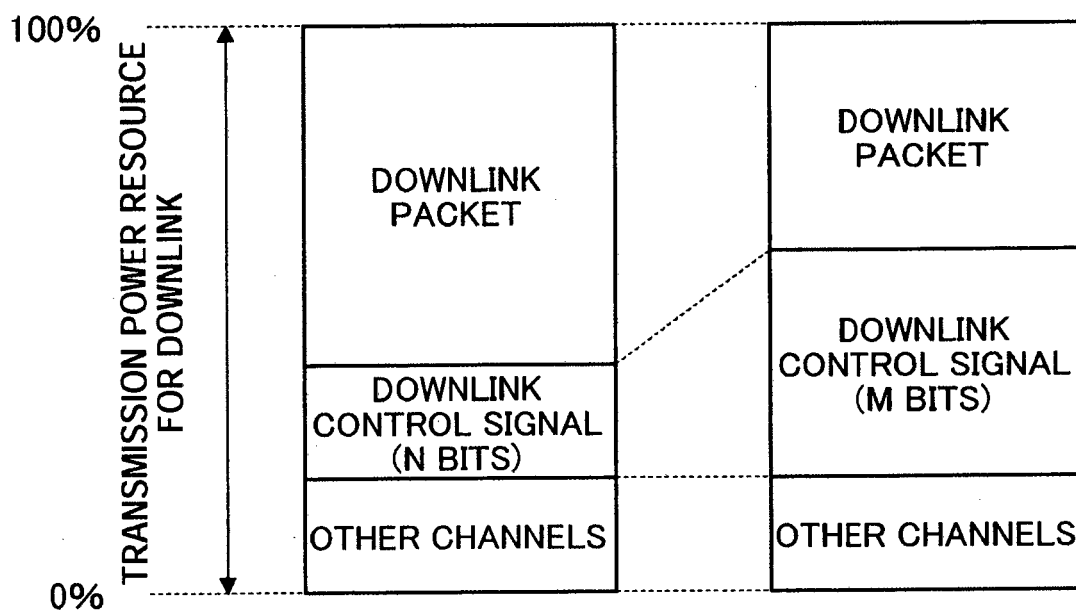 100%
TRANSMISSION POWER RESOURCE
FOR DOWNLINK
0%
DOWNLINK
PACKET
DOWNLINK
CONTROL SIGNAL
(N BITS)
OTHER CHANNELS
DOWNLINK
PACKET
DOWNLINK
CONTROL SIGNAL
(M BITS)
OTHER CHANNELS